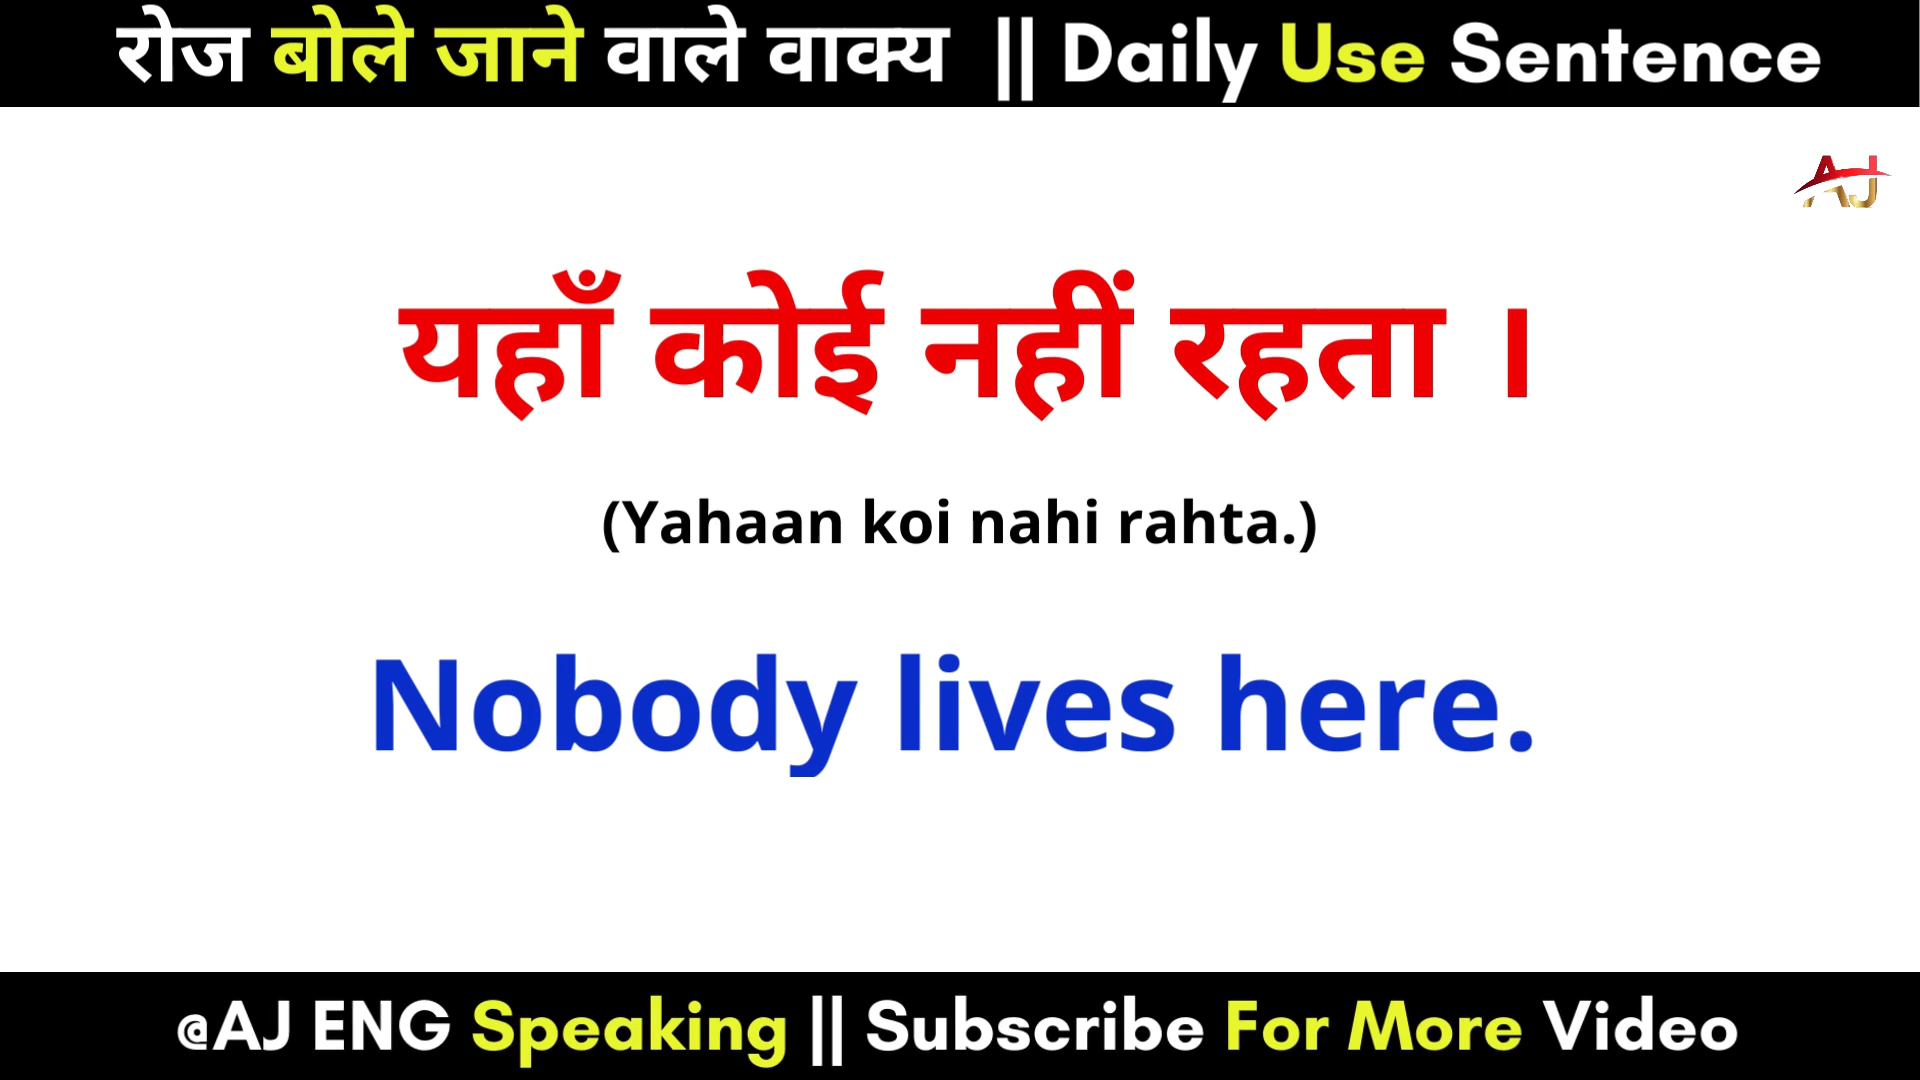 रोज बोले जाने वाले वाक्य || Daily Use Sentence
AJ
यहाँ कोई नहीं रहता ।
(Yahaan koi nahi rahta.)
Nobody lives here.
@AJ ENG Speaking || Subscribe For More Video